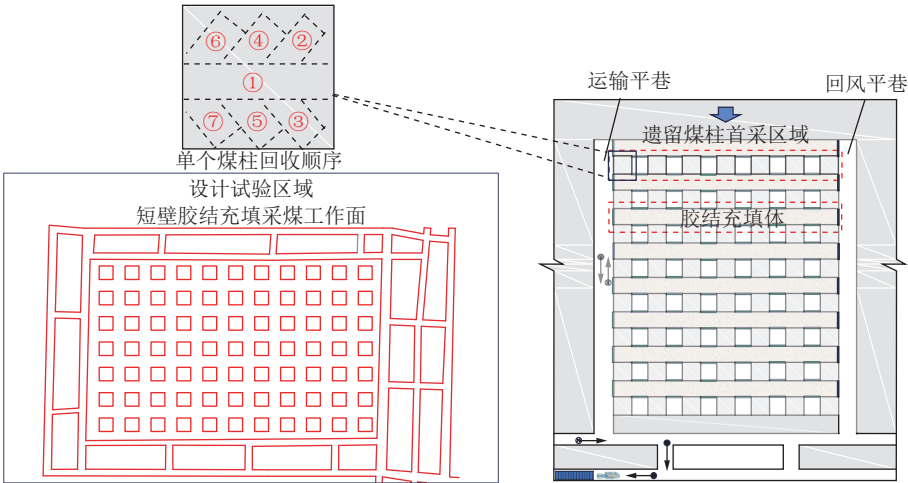 ⑥ ④ ②
①
⑦ ⑤ ③
单个煤柱回收顺序
设计试验区域
短壁胶结充填采煤工作面
运输平巷
回风平巷
遗留煤柱首采区域
胶结充填体